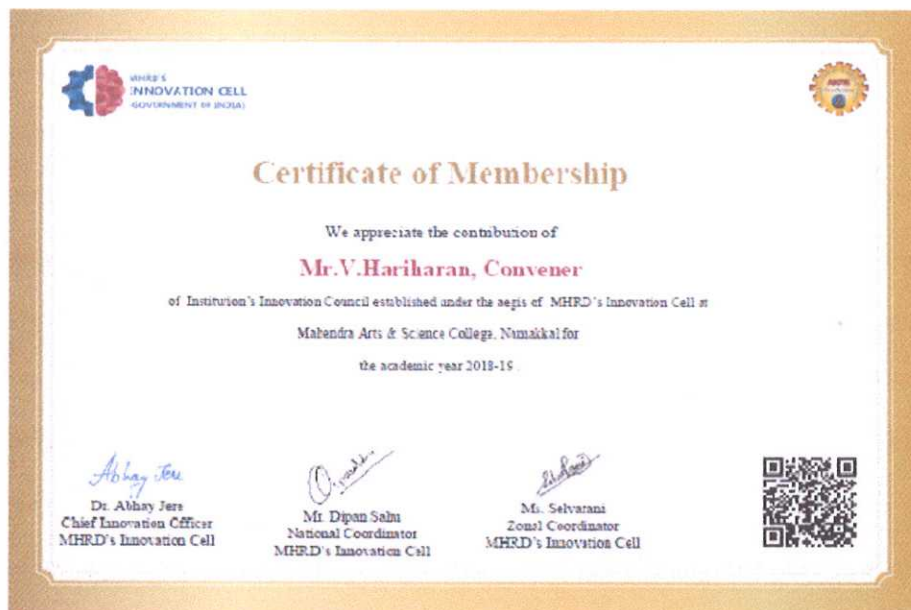 MHRD'S
INNOVATION CELL
(GOVERNMENT OF INDIA)
AICTE
Certificate of Membership
We appreciate the contribution of
Mr.V.Hariharan, Convener
of Institution's Innovation Council established under the aegis of MHRD's Innovation Cell at
Mahendra Arts & Science College, Namakkal for
the academic year 2018-19
Abhay Jere
Dr. Abhay Jere
Chief Innovation Officer
MHRD's Innovation Cell
Mr. Dipan Sahu
National Coordinator
MHRD's Innovation Cell
Ms. Selvarani
Zonal Coordinator
MHRD's Innovation Cell